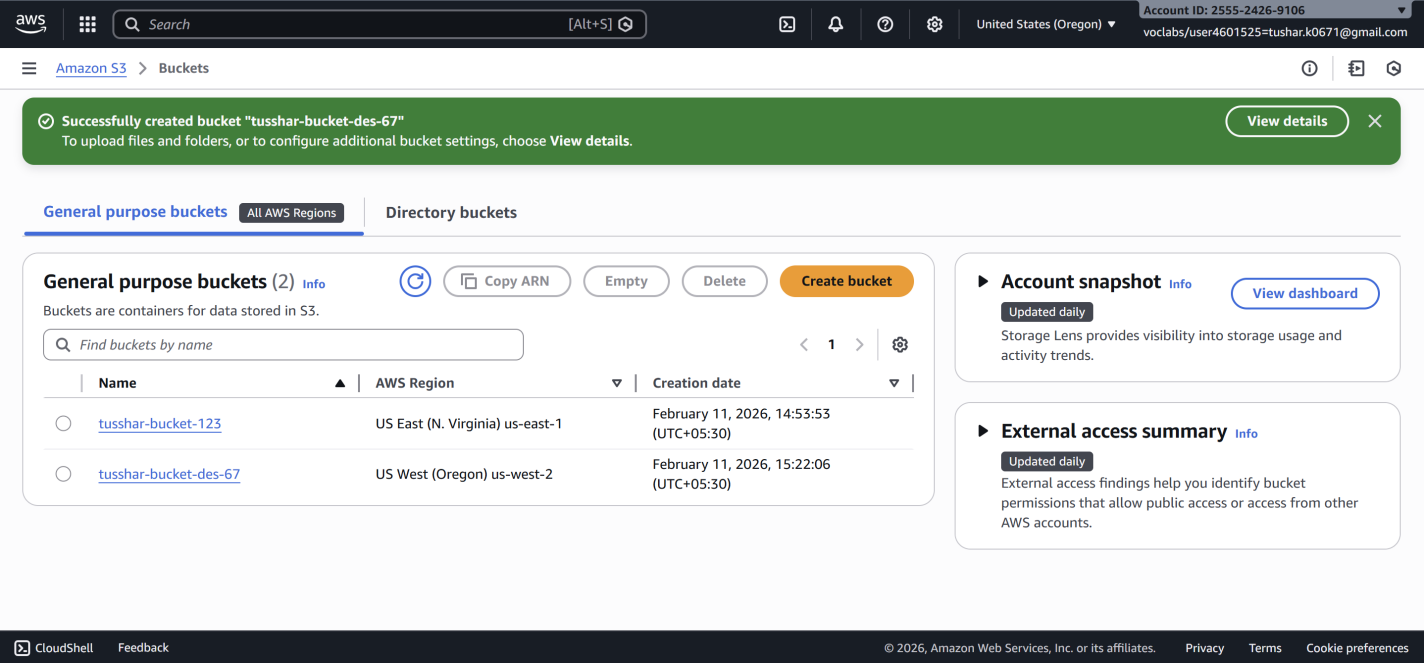 aws
Search [Alt+S]
United States (Oregon)
Account ID: 2555-2426-9106
voclabs/user4601525=tushar.k0671@gmail.com
Amazon S3 Buckets
Successfully created bucket "tusshar-bucket-des-67"
To upload files and folders, or to configure additional bucket settings, choose View details.
View details
General purpose buckets All AWS Regions
Directory buckets
General purpose buckets (2) Info
Copy ARN
Empty
Delete
Create bucket
Buckets are containers for data stored in S3.
Find buckets by name
1
Name AWS Region Creation date
tusshar-bucket-123 US East (N. Virginia) us-east-1 February 11, 2026, 14:53:53
(UTC+05:30)
tusshar-bucket-des-67 US West (Oregon) us-west-2 February 11, 2026, 15:22:06
(UTC+05:30)
Account snapshot Info
View dashboard
Updated daily
Storage Lens provides visibility into storage usage and
activity trends.
External access summary Info
Updated daily
External access findings help you identify bucket
permissions that allow public access or access from other
AWS accounts.
CloudShell Feedback © 2026, Amazon Web Services, Inc. or its affiliates. Privacy Terms Cookie preferences